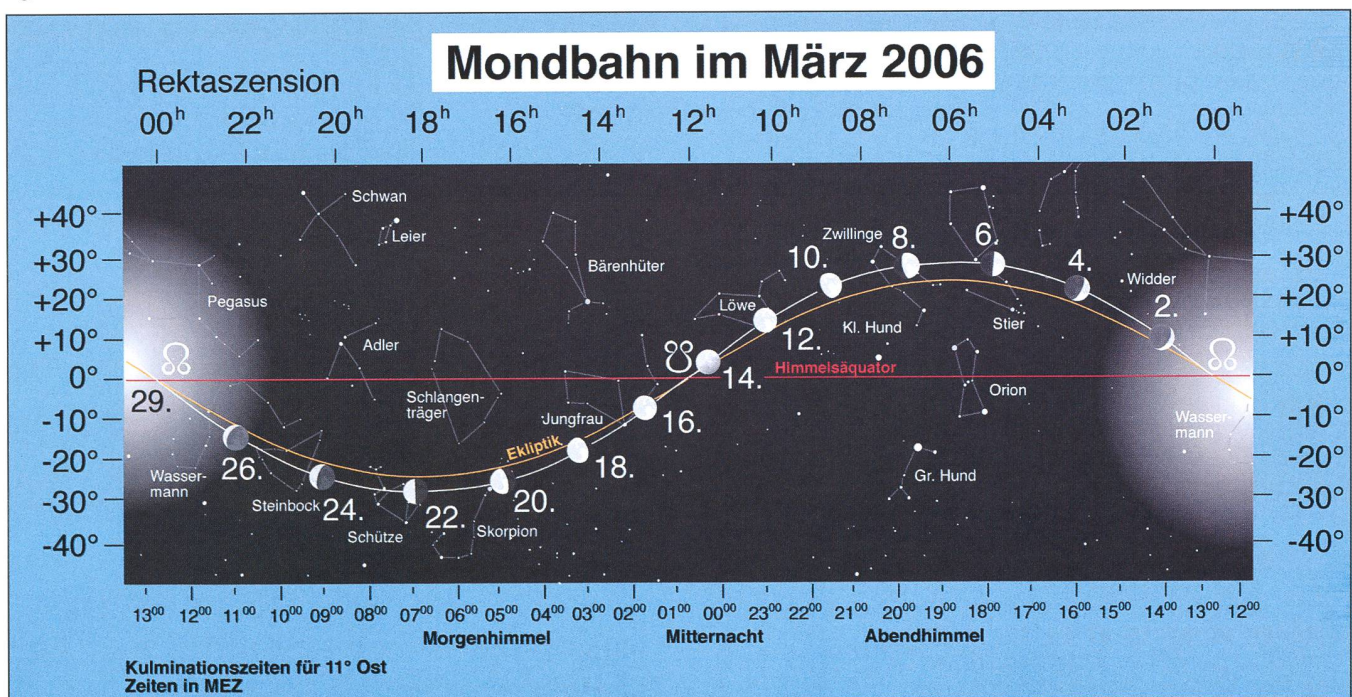 Mondbahn im März 2006
Rektaszension
00h 22h 20h 18h 16h 14h 12h 10h 08h 06h 04h 02h 00h
+40°
+30°
+20°
+10°
0°
-10°
-20°
-30°
-40°
Schwan
Leier
Pegasus
Adler
Schlangen-
träger
Bärenhüter
Jungfrau
Löwe
Zwillinge
Kl. Hund
Stier
Orion
Widder
Gr. Hund
Wasser-
mann
Wasser-
mann
Steinbock
Schütze
Skorpion
Ekliptik
Himmelsäquator
☊
☋
☊
29.
26.
24.
22.
20.
18.
16.
14.
12.
10.
8.
6.
4.
2.
+40°
+30°
+20°
+10°
0°
-10°
-20°
-30°
-40°
1300 1200 1100 1000 0900 0800 0700 0600 0500 0400 0300 0200 0100 0000 2300 2200 2100 2000 1900 1800 1700 1600 1500 1400 1300 1200
Morgenhimmel Mitternacht Abendhimmel
Kulminationszeiten für 11° Ost
Zeiten in MEZ